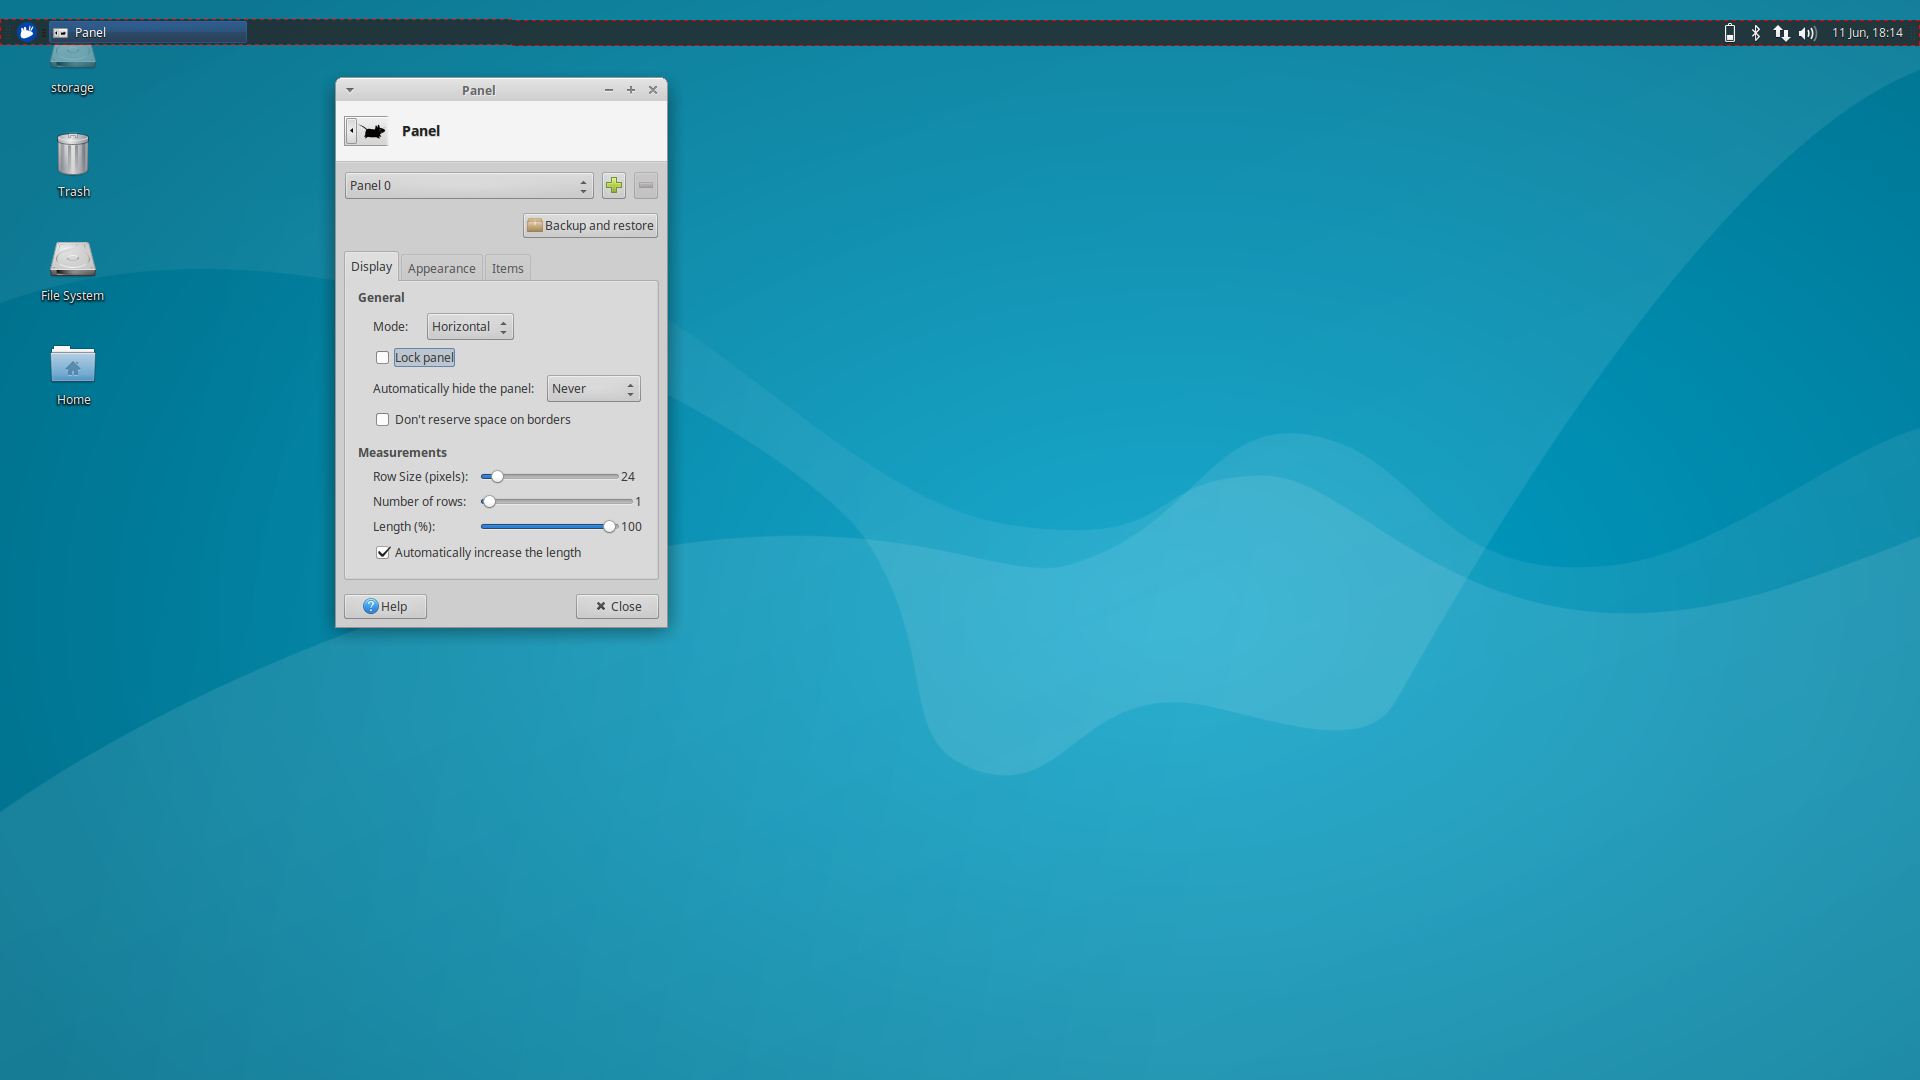 Panel
11 Jun, 18:14
storage
Trash
File System
Home
Panel
Panel
Panel 0
Backup and restore
Display Appearance Items
General
Mode: Horizontal
Lock panel
Automatically hide the panel: Never
Don't reserve space on borders
Measurements
Row Size (pixels): 24
Number of rows: 1
Length (%): 100
Automatically increase the length
Help Close